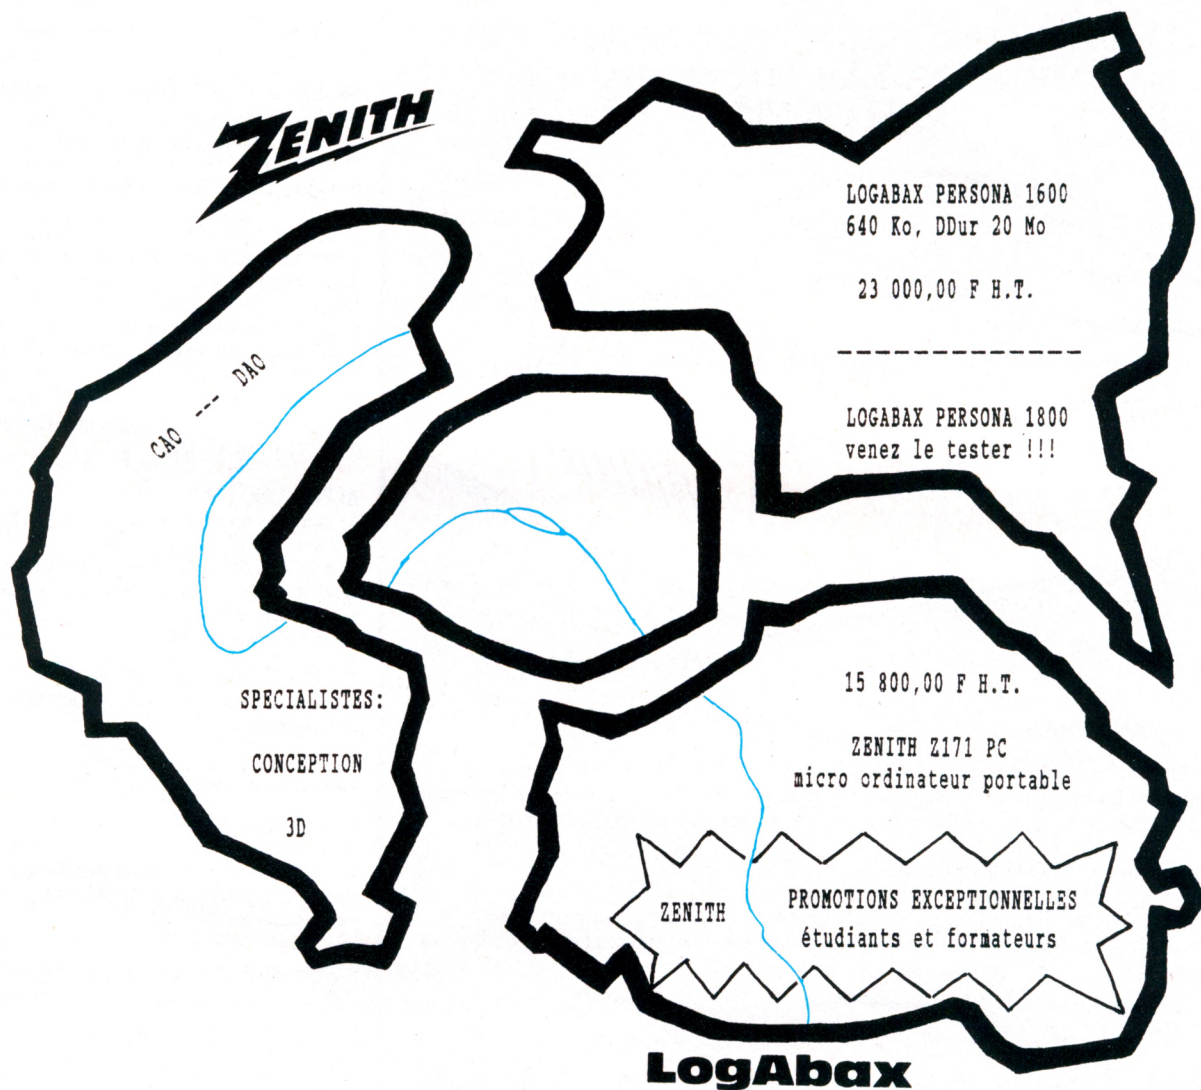 ZENITH
LOGABAX PERSONA 1600
640 Ko, DDur 20 Mo
23 000,00 F H.T.
-------------
LOGABAX PERSONA 1800
venez le tester !!!
CAO --- DAO
SPECIALISTES:
CONCEPTION
3D
15 800,00 F H.T.
ZENITH Z171 PC
micro ordinateur portable
ZENITH
PROMOTIONS EXCEPTIONNELLES
étudiants et formateurs
LogAbax